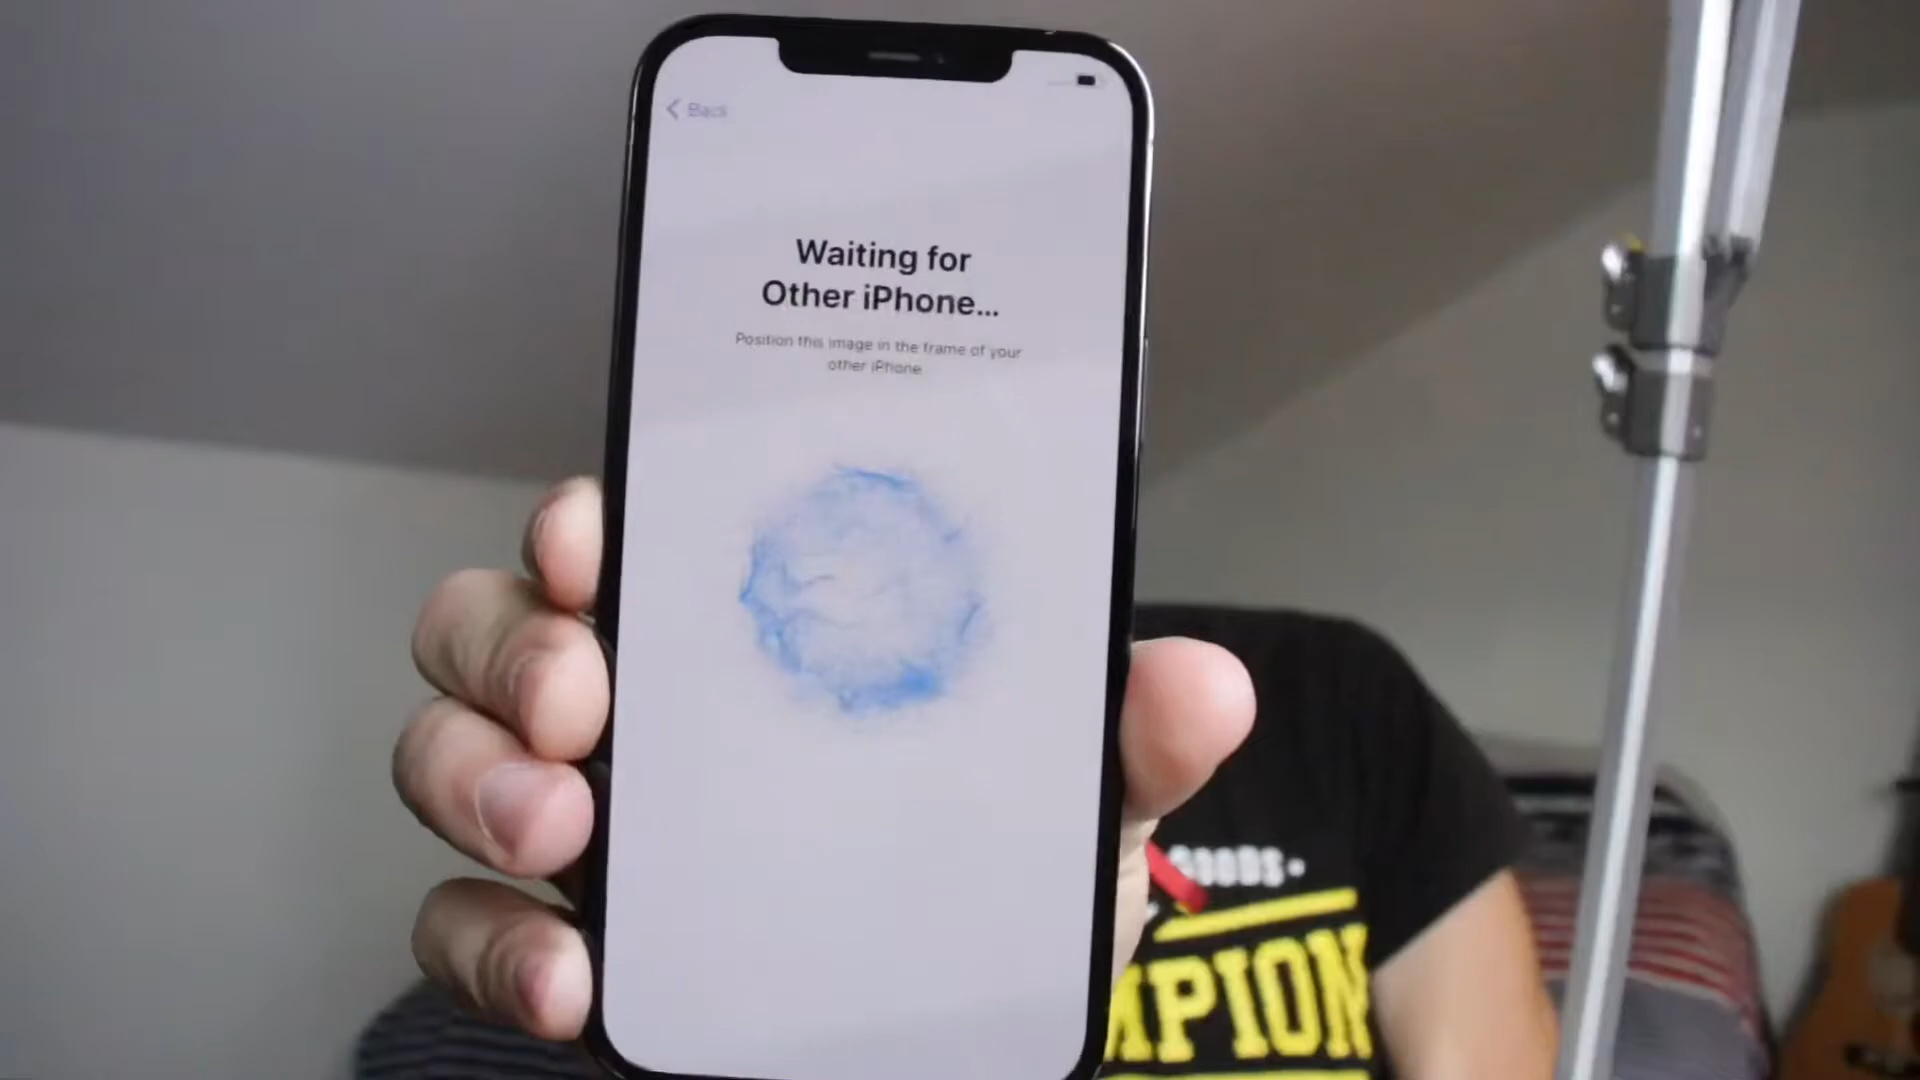 Back
Waiting for
Other iPhone...
Position this image in the frame of your
other iPhone
GOODS
MPION